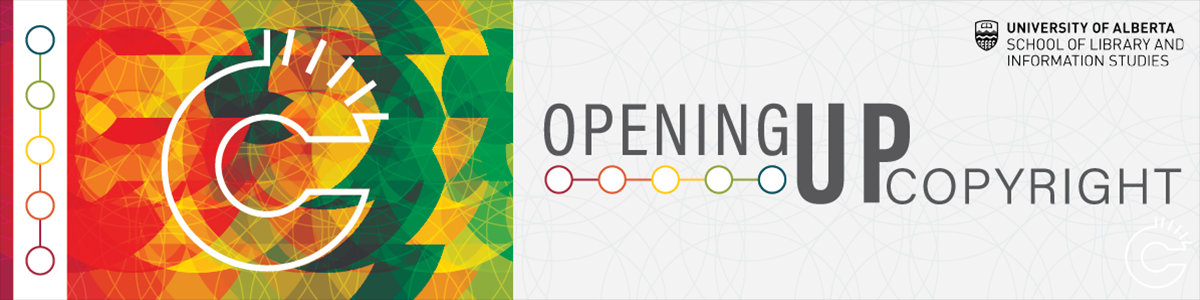 UNIVERSITY OF ALBERTA
SCHOOL OF LIBRARY AND
INFORMATION STUDIES
OPENING UP
COPYRIGHT